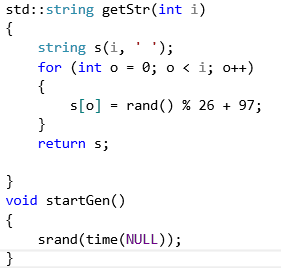 std::string getStr(int i)
{
    string s(i, ' ');
    for (int o = 0; o < i; o++)
    {
        s[o] = rand() % 26 + 97;
    }
    return s;

}
void startGen()
{
    srand(time(NULL));
}